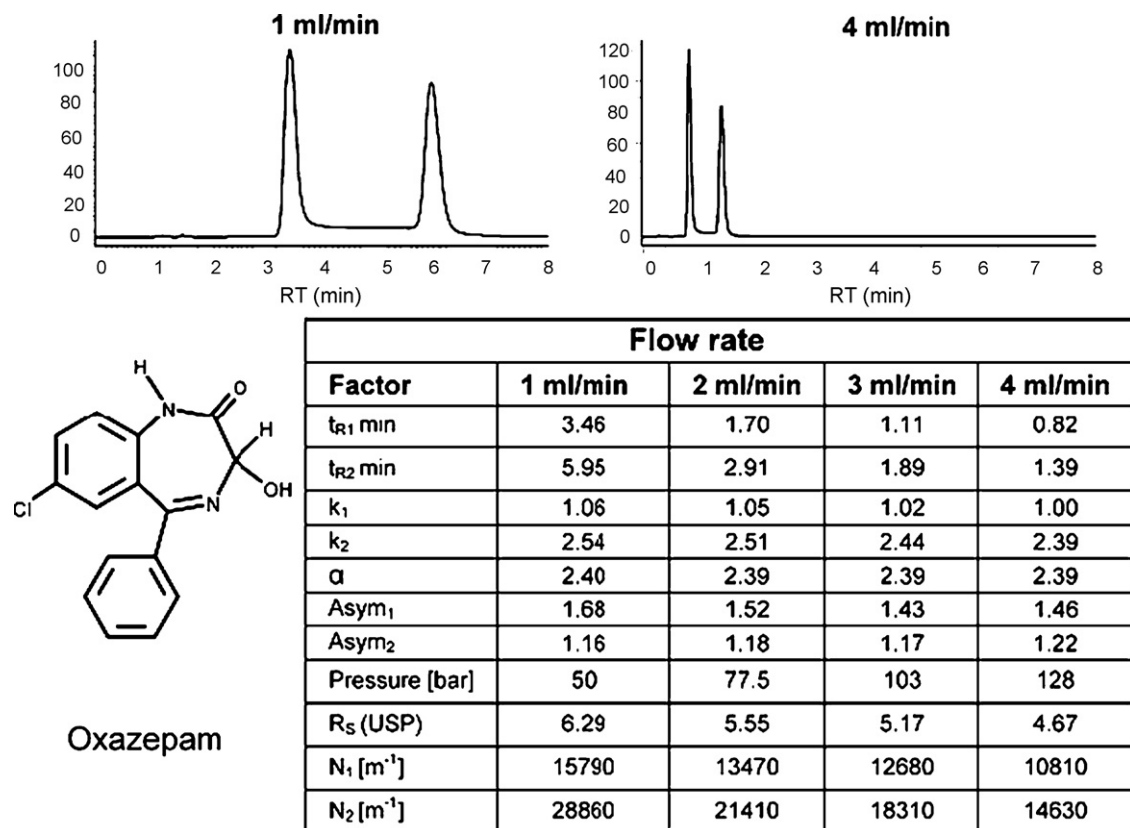 1 ml/min
4 ml/min
100
80
60
40
20
0
0 1 2 3 4 5 6 7 8
RT (min)
120
100
80
60
40
20
0
0 1 2 3 4 5 6 7 8
RT (min)
H
N
O
H
OH
N
Cl
Oxazepam
Flow rate
Factor 1 ml/min 2 ml/min 3 ml/min 4 ml/min
tR1 min 3.46 1.70 1.11 0.82
tR2 min 5.95 2.91 1.89 1.39
k1 1.06 1.05 1.02 1.00
k2 2.54 2.51 2.44 2.39
α 2.40 2.39 2.39 2.39
Asym1 1.68 1.52 1.43 1.46
Asym2 1.16 1.18 1.17 1.22
Pressure [bar] 50 77.5 103 128
RS (USP) 6.29 5.55 5.17 4.67
N1 [m-1] 15790 13470 12680 10810
N2 [m-1] 28860 21410 18310 14630